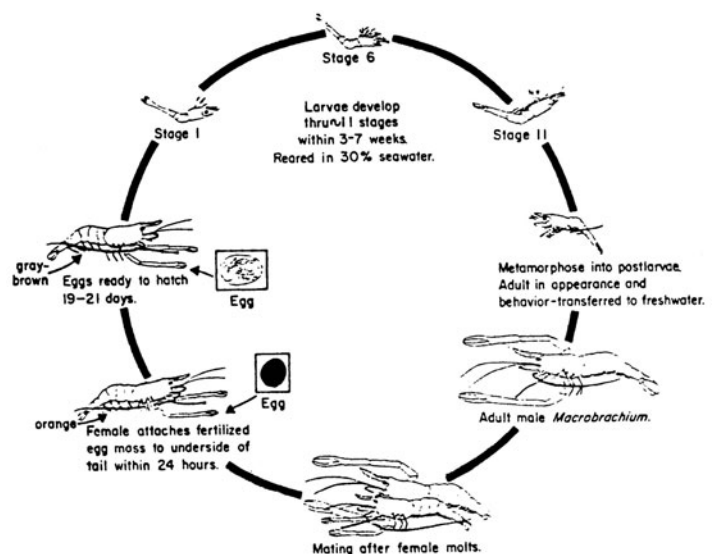 Stage 6
Stage 1
Larvae develop
thru~11 stages
within 3-7 weeks.
Reared in 30% seawater.
Stage 11
gray-
brown
Eggs ready to hatch
19-21 days.
Egg
Metamorphose into postlarvae.
Adult in appearance and
behavior-transferred to freshwater.
orange
Egg
Female attaches fertilized
egg mass to underside of
tail within 24 hours.
Adult male Macrobrachium.
Mating after female molts.